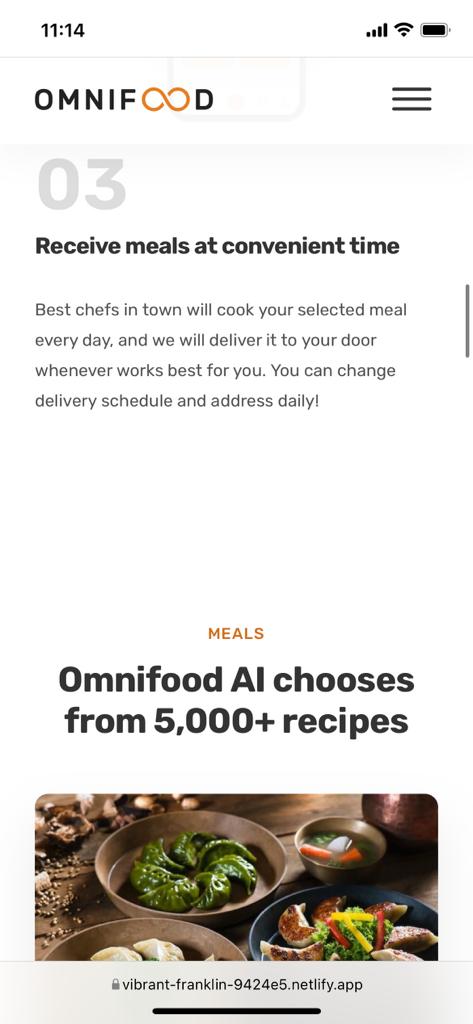 11:14
OMNIFOOD
03
Receive meals at convenient time
Best chefs in town will cook your selected meal
every day, and we will deliver it to your door
whenever works best for you. You can change
delivery schedule and address daily!
MEALS
Omnifood AI chooses
from 5,000+ recipes
vibrant-franklin-9424e5.netlify.app